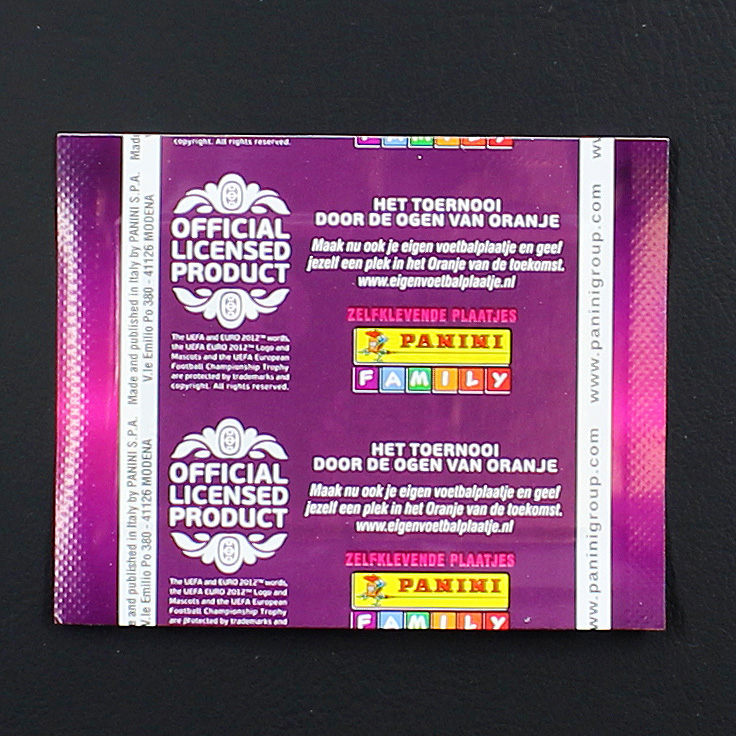 copyright. All rights reserved.
FAMILY
OFFICIAL
LICENSED
PRODUCT
The UEFA and EURO 2012™ words,
the UEFA EURO 2012™ Logo and
Mascots and the UEFA European
Football Championship Trophy
are protected by trademarks and
copyright. All rights reserved.
HET TOERNOOI
DOOR DE OGEN VAN ORANJE
Maak nu ook je eigen voetbalplaatje en geef
jezelf een plek in het Oranje van de toekomst.
www.eigenvoetbalplaatje.nl
ZELFKLEVENDE PLAATJES
PANINI
FAMILY
OFFICIAL
LICENSED
PRODUCT
The UEFA and EURO 2012™ words,
the UEFA EURO 2012™ Logo and
Mascots and the UEFA European
Football Championship Trophy
are protected by trademarks and
HET TOERNOOI
DOOR DE OGEN VAN ORANJE
Maak nu ook je eigen voetbalplaatje en geef
jezelf een plek in het Oranje van de toekomst.
www.eigenvoetbalplaatje.nl
ZELFKLEVENDE PLAATJES
PANINI
FAMILY
and published in Italy by PANINI S.P.A. Made and published in Italy by PANINI S.P.A. Made
V.le Emilio Po 380 - 41126 MODENA V.le Emilio Po 380 - 41126 MODENA
www.paninigroup.com www.paninigroup.com